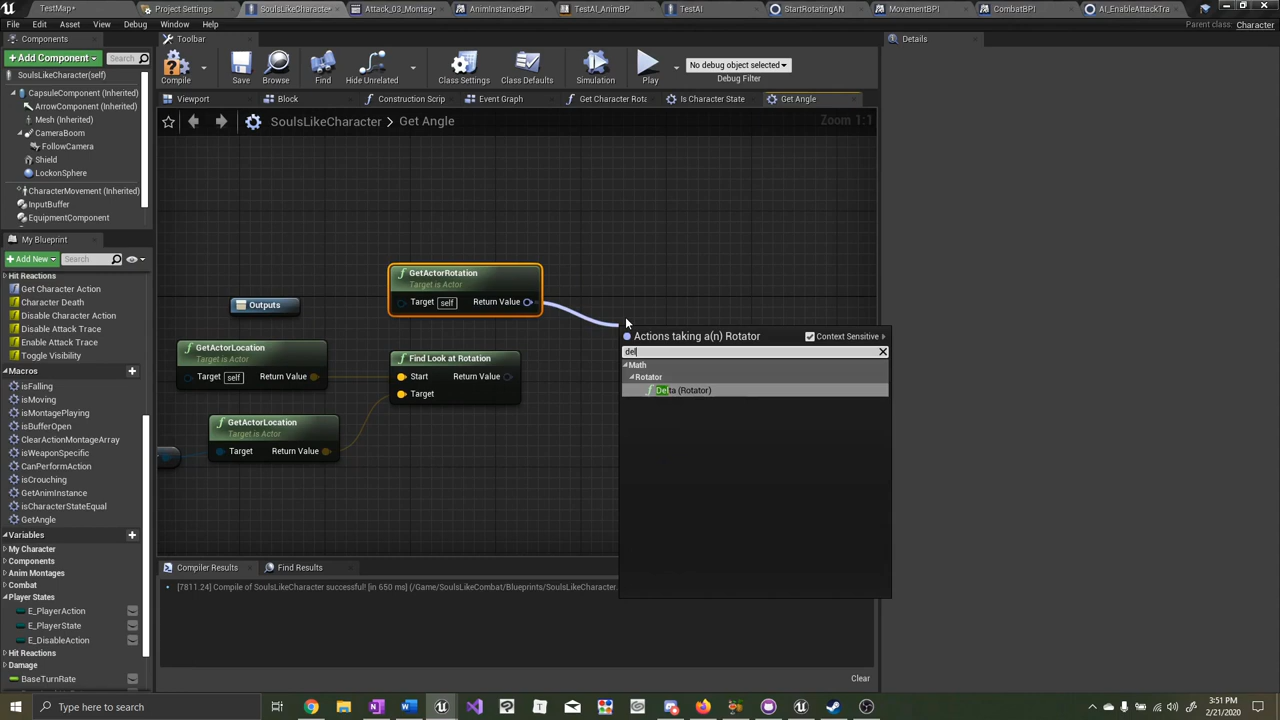 TestMap*
Project Settings
SoulsLikeCharacter*
Attack_03_Montag*
AnimInstanceBPI
TestAI_AnimBP
TestAI
StartRotatingAN
MovementBPI
CombatBPI
AI_EnableAttackTra
File
Edit
Asset
View
Debug
Window
Help
Parent class: Character
Components
Toolbar
Details
Add Component
Search
Compile
Save
Browse
Find
Hide Unrelated
Class Settings
Class Defaults
Simulation
Play
No debug object selected
Debug Filter
SoulsLikeCharacter(self)
CapsuleComponent (Inherited)
ArrowComponent (Inherited)
Mesh (Inherited)
CameraBoom
FollowCamera
Shield
LockonSphere
CharacterMovement (Inherited)
InputBuffer
EquipmentComponent
Viewport
Block
Construction Scrip
Event Graph
Get Character Rota
Is Character State
Get Angle
SoulsLikeCharacter > Get Angle
Zoom 1:1
My Blueprint
Add New
Search
Hit Reactions
Get Character Action
Character Death
Disable Character Action
Disable Attack Trace
Enable Attack Trace
Toggle Visibility
Macros
isFalling
isMoving
isMontagePlaying
isBufferOpen
ClearActionMontageArray
isWeaponSpecific
CanPerformAction
isCrouching
GetAnimInstance
isCharacterStateEqual
GetAngle
Variables
My Character
Components
Anim Montages
Combat
Player States
E_PlayerAction
E_PlayerState
E_DisableAction
Hit Reactions
Damage
BaseTurnRate
GetActorRotation
Target is Actor
Target self
Return Value
Outputs
GetActorLocation
Target is Actor
Target self
Return Value
Find Look at Rotation
Start
Return Value
Target
GetActorLocation
Target is Actor
Target
Return Value
Actions taking a(n) Rotator
Context Sensitive
del
Math
Rotator
Delta (Rotator)
Compiler Results
Find Results
[7811.24] Compile of SoulsLikeCharacter successful! [in 650 ms] (/Game/SoulsLikeCombat/Blueprints/SoulsLikeCharacter.
Clear
Type here to search
3:51 PM
2/21/2020